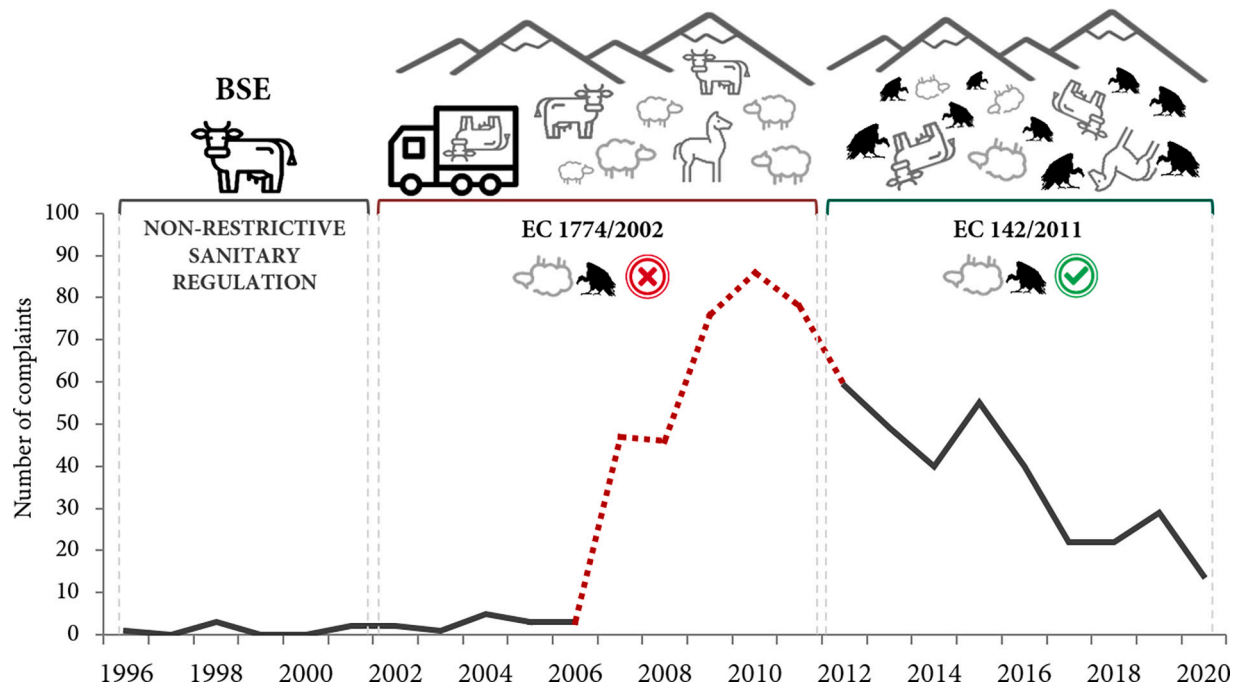 BSE
NON-RESTRICTIVE
SANITARY
REGULATION
EC 1774/2002
EC 142/2011
Number of complaints
100
90
80
70
60
50
40
30
20
10
0
1996 1998 2000 2002 2004 2006 2008 2010 2012 2014 2016 2018 2020